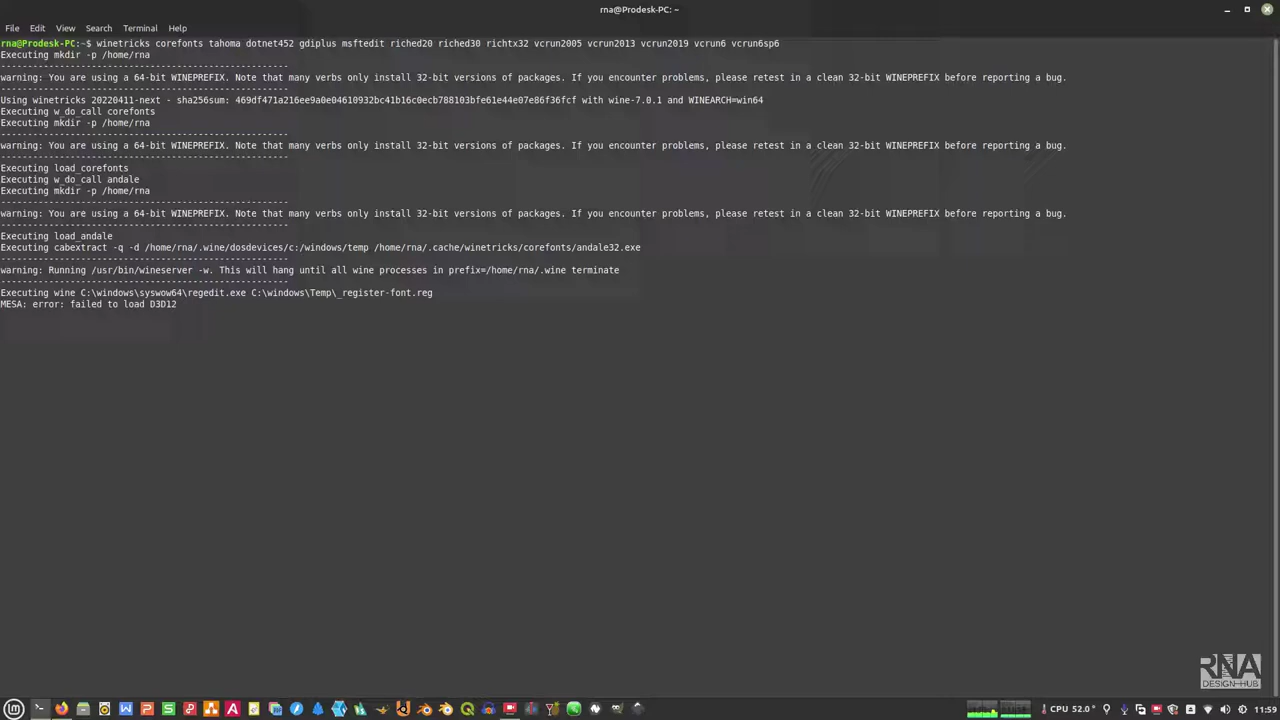 rna@Prodesk-PC: ~
File Edit View Search Terminal Help
rna@Prodesk-PC:~$ winetricks corefonts tahoma dotnet452 gdiplus msftedit riched20 riched30 richtx32 vcrun2005 vcrun2013 vcrun2019 vcrun6 vcrun6sp6
Executing mkdir -p /home/rna
------------------------------------------------------
warning: You are using a 64-bit WINEPREFIX. Note that many verbs only install 32-bit versions of packages. If you encounter problems, please retest in a clean 32-bit WINEPREFIX before reporting a bug.
------------------------------------------------------
Using winetricks 20220411-next - sha256sum: 469df471a216ee9a0e04610932bc41b16c0ecb788103bfe61e44e07e86f36fcf with wine-7.0.1 and WINEARCH=win64
Executing w_do_call corefonts
Executing mkdir -p /home/rna
------------------------------------------------------
warning: You are using a 64-bit WINEPREFIX. Note that many verbs only install 32-bit versions of packages. If you encounter problems, please retest in a clean 32-bit WINEPREFIX before reporting a bug.
------------------------------------------------------
Executing load_corefonts
Executing w_do_call andale
Executing mkdir -p /home/rna
------------------------------------------------------
warning: You are using a 64-bit WINEPREFIX. Note that many verbs only install 32-bit versions of packages. If you encounter problems, please retest in a clean 32-bit WINEPREFIX before reporting a bug.
------------------------------------------------------
Executing load_andale
Executing cabextract -q -d /home/rna/.wine/dosdevices/c:/windows/temp /home/rna/.cache/winetricks/corefonts/andale32.exe
------------------------------------------------------
warning: Running /usr/bin/wineserver -w. This will hang until all wine processes in prefix=/home/rna/.wine terminate
------------------------------------------------------
Executing wine C:\windows\syswow64\regedit.exe C:\windows\Temp\_register-font.reg
MESA: error: failed to load D3D12
RNA
DESIGN-HUB
CPU 52.0° 11:59